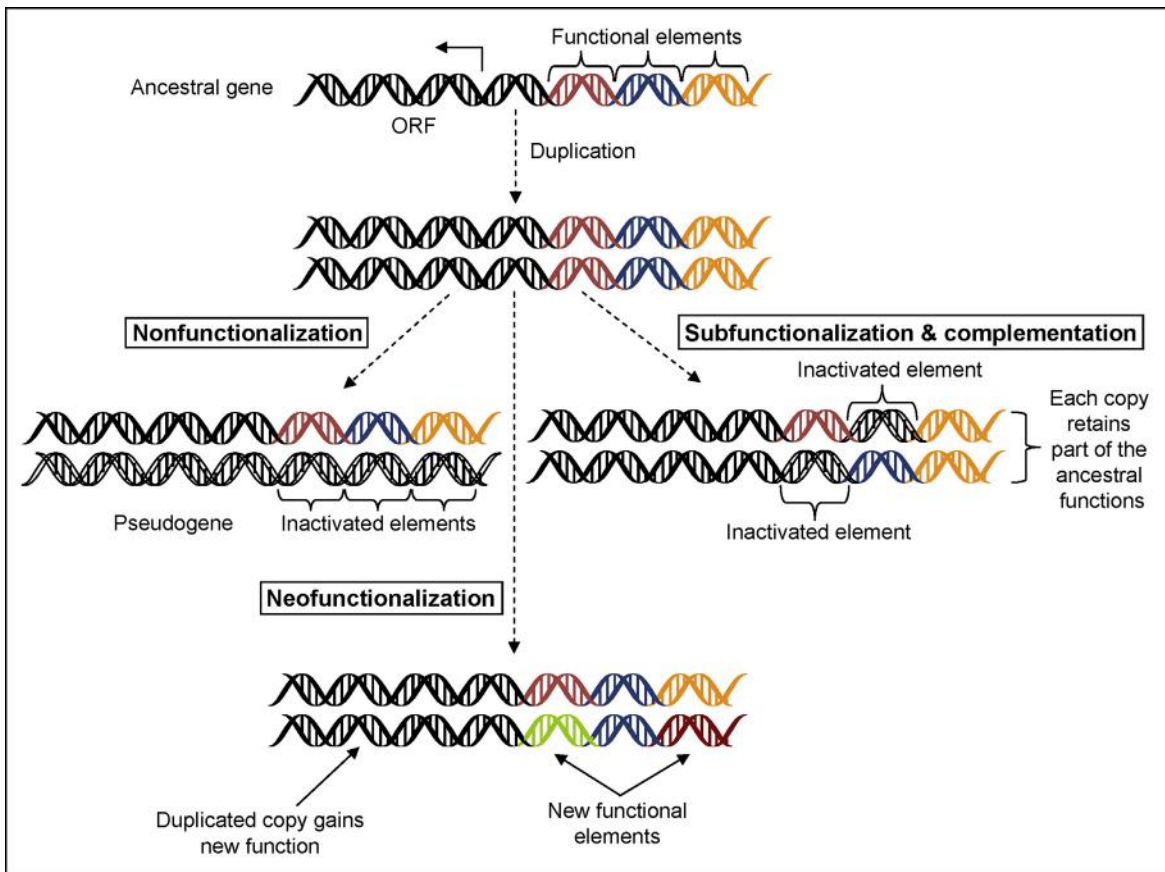 Functional elements
Ancestral gene
ORF
Duplication
Nonfunctionalization
Subfunctionalization & complementation
Inactivated element
Each copy
retains
part of the
ancestral
functions
Pseudogene
Inactivated elements
Inactivated element
Neofunctionalization
Duplicated copy gains
new function
New functional
elements